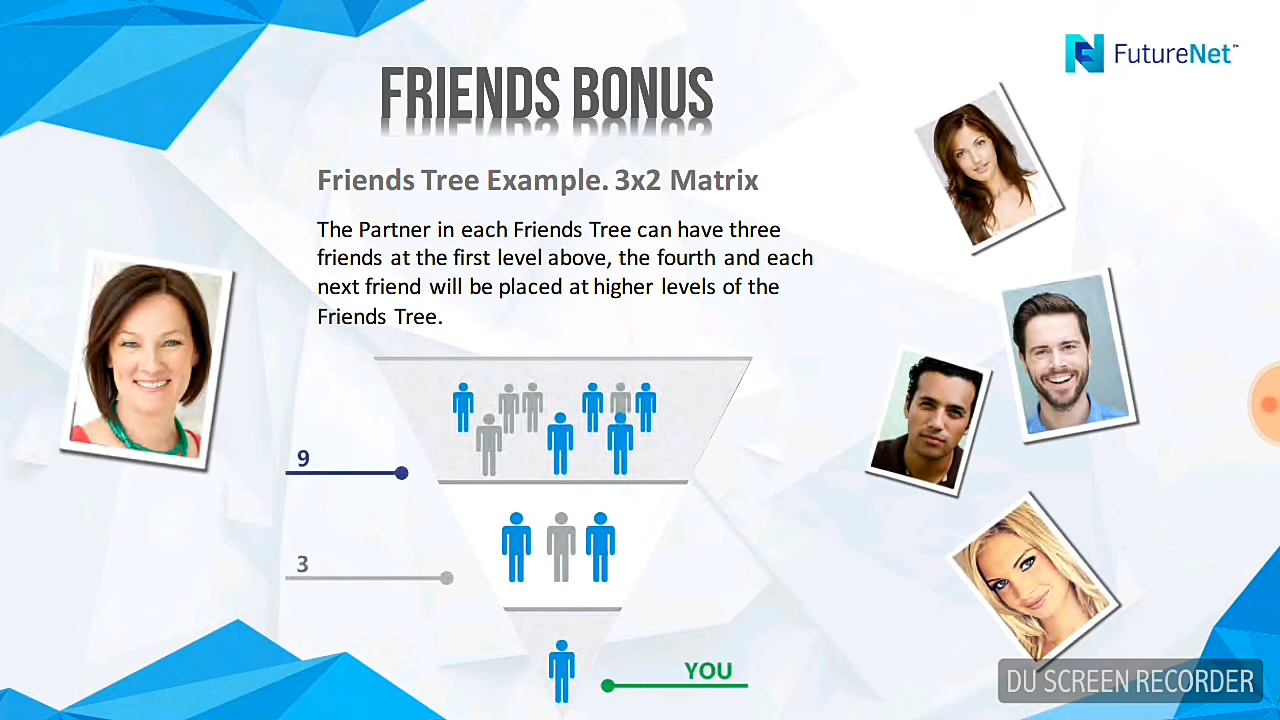 FutureNet™
FRIENDS BONUS
Friends Tree Example. 3x2 Matrix
The Partner in each Friends Tree can have three
friends at the first level above, the fourth and each
next friend will be placed at higher levels of the
Friends Tree.
9
3
YOU
DU SCREEN RECORDER